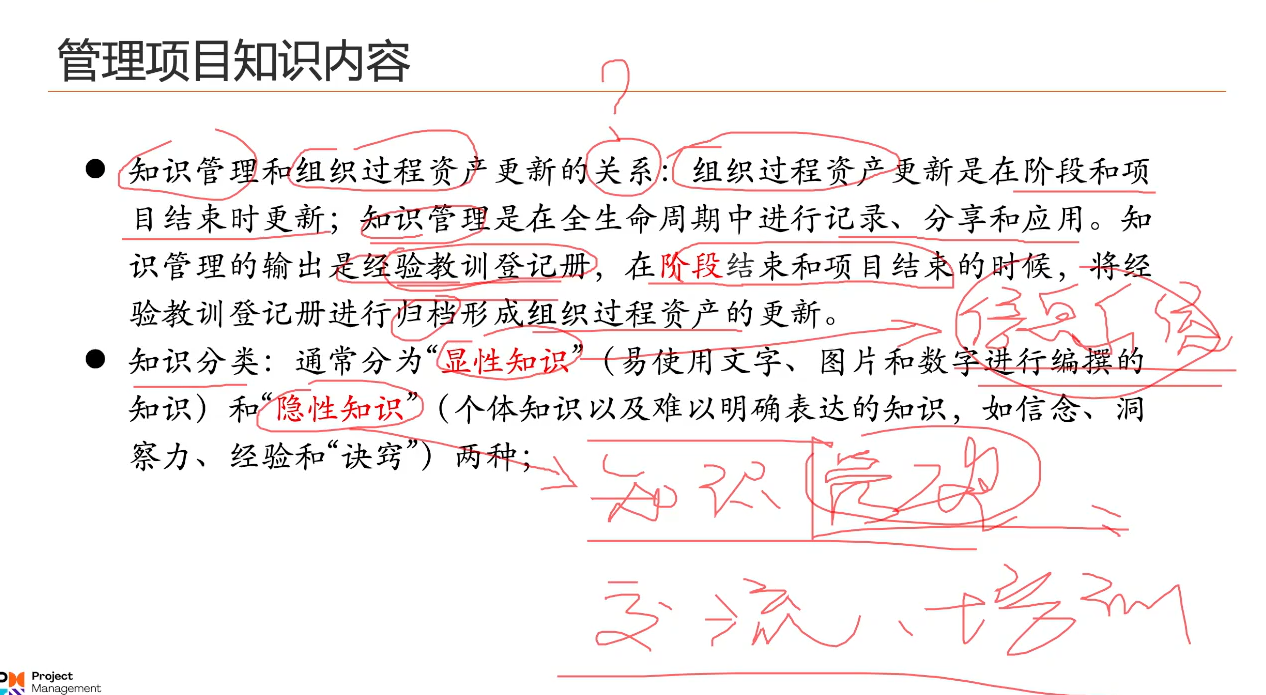 管理项目知识内容
?
● 知识管理和组织过程资产更新的关系：组织过程资产更新是在阶段和项
目结束时更新；知识管理是在全生命周期中进行记录、分享和应用。知
识管理的输出是经验教训登记册，在阶段结束和项目结束的时候，将经
验教训登记册进行归档形成组织过程资产的更新。
● 知识分类：通常分为“显性知识”（易使用文字、图片和数字进行编撰的
知识）和“隐性知识”（个体知识以及难以明确表达的知识，如信念、洞
察力、经验和“诀窍”）两种；
知识管理
交流、培训
Project
Management